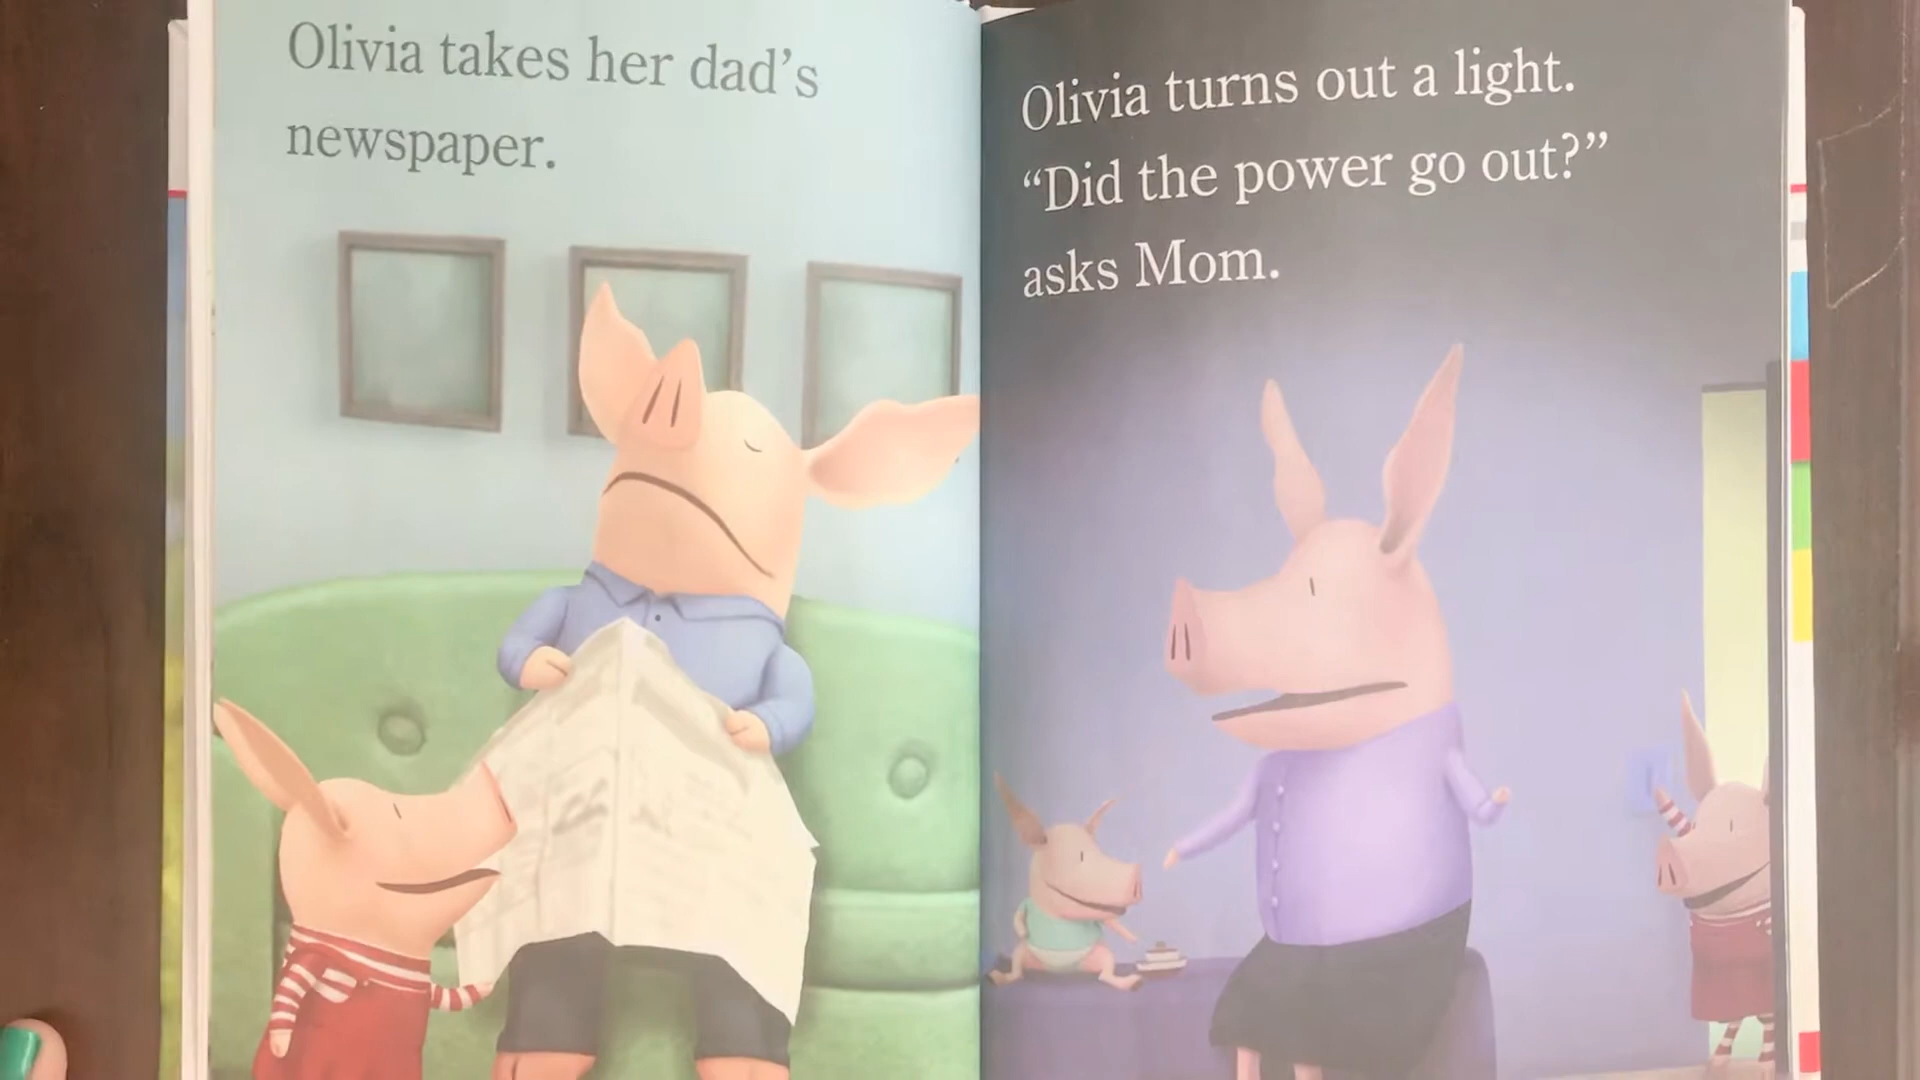 Olivia takes her dad’s
newspaper.
Olivia turns out a light.
“Did the power go out?”
asks Mom.